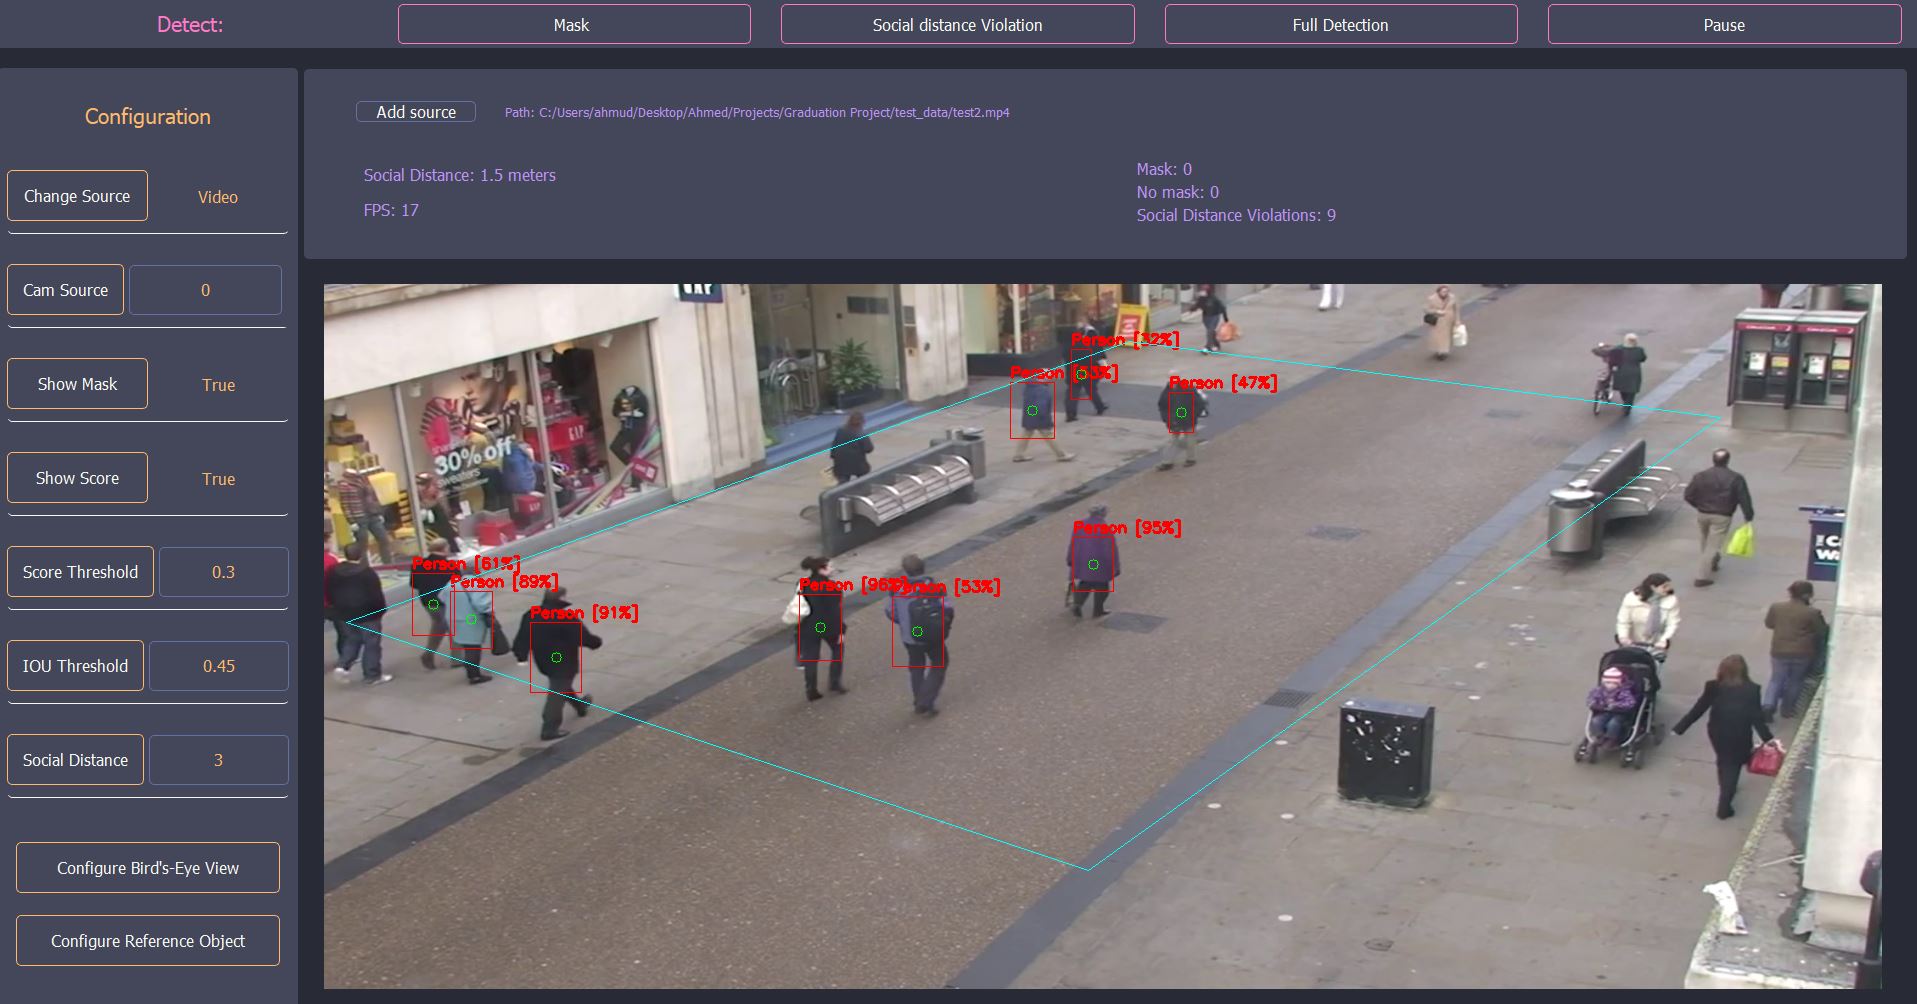 Detect:
Mask
Social distance Violation
Full Detection
Pause
Configuration
Change Source
Video
Cam Source
0
Show Mask
True
Show Score
True
Score Threshold
0.3
IOU Threshold
0.45
Social Distance
3
Configure Bird's-Eye View
Configure Reference Object
Add source
Path: C:/Users/ahmud/Desktop/Ahmed/Projects/Graduation Project/test_data/test2.mp4
Social Distance: 1.5 meters
FPS: 17
Mask: 0
No mask: 0
Social Distance Violations: 9
Person [32%]
Person
Person [47%]
Person [95%]
Person [61%]
Person [89%]
Person [91%]
Person [96%]
Person [53%]
30% off
sweaters
GAP